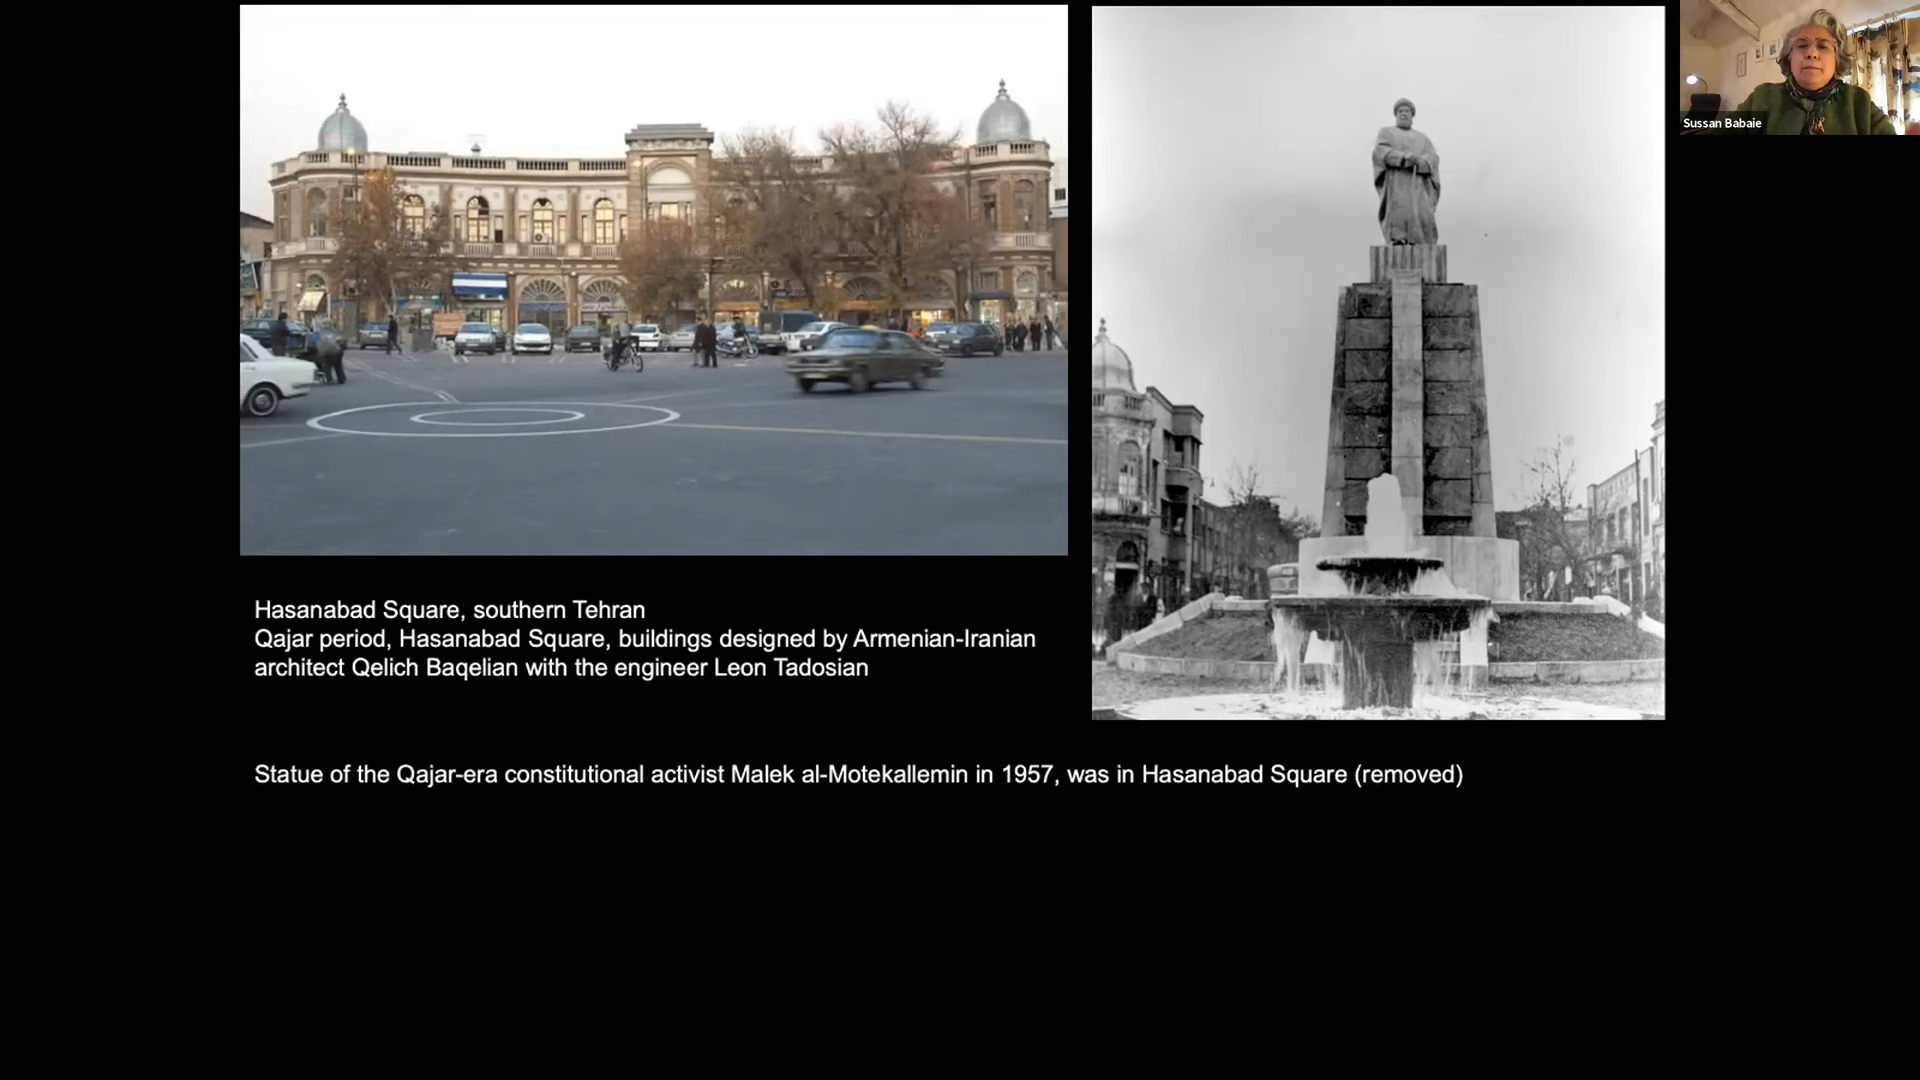 Sussan Babaie
Hasanabad Square, southern Tehran
Qajar period, Hasanabad Square, buildings designed by Armenian-Iranian
architect Qelich Baqelian with the engineer Leon Tadosian
Statue of the Qajar-era constitutional activist Malek al-Motekallemin in 1957, was in Hasanabad Square (removed)